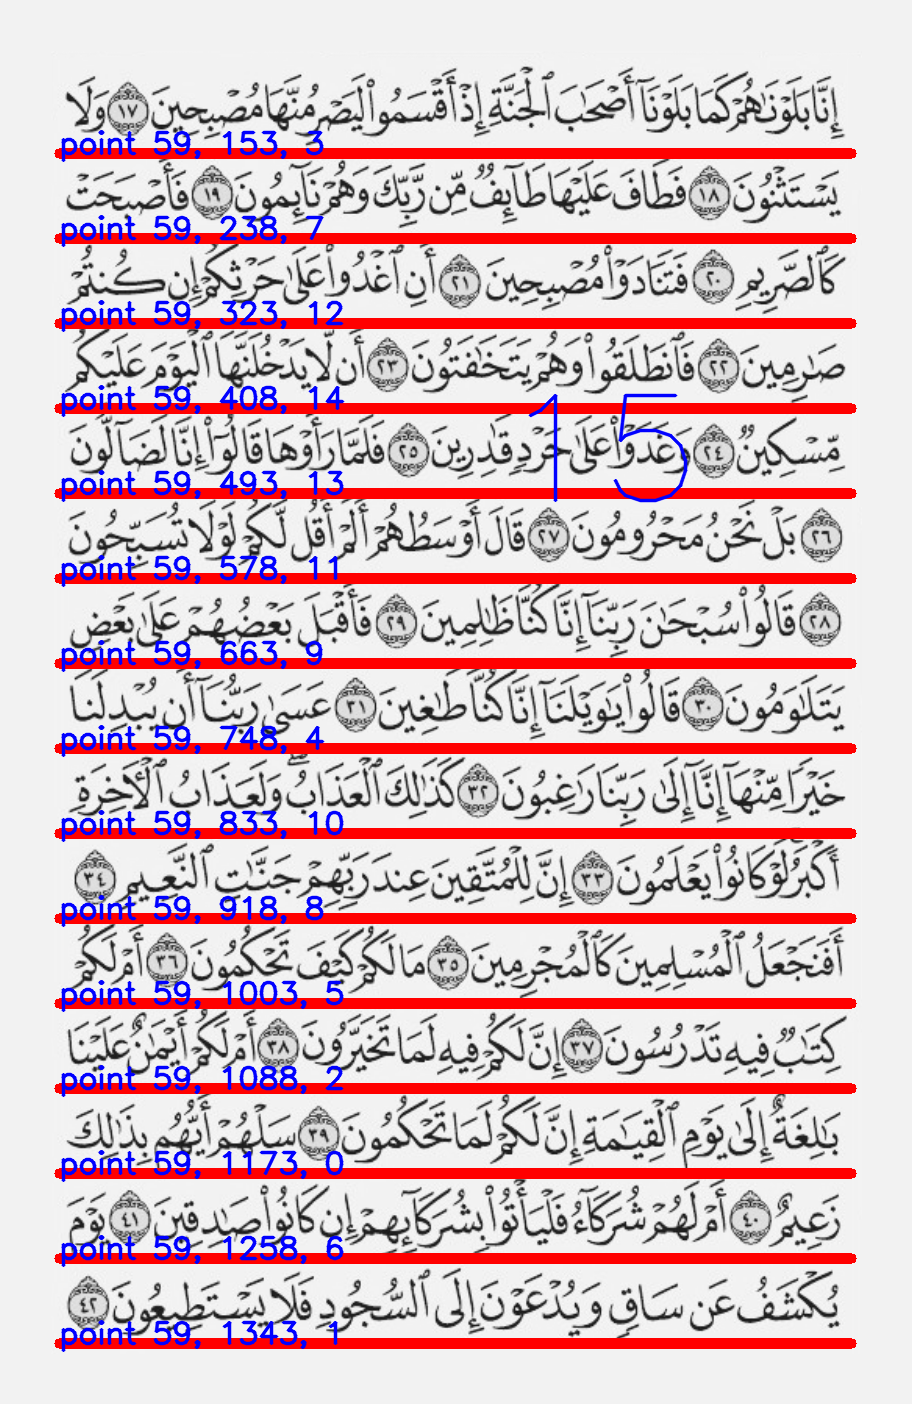 إِنَّا بَلَوْنَٰهُمْ كَمَا بَلَوْنَآ أَصْحَٰبَ ٱلْجَنَّةِ إِذْ أَقْسَمُوا۟ لَيَصْرِمُنَّهَا مُصْبِحِينَ ١٧ وَلَا
point 59, 153, 3
يَسْتَثْنُونَ ١٨ فَطَافَ عَلَيْهَا طَآئِفٌ مِّن رَّبِّكَ وَهُمْ نَآئِمُونَ ١٩ فَأَصْبَحَتْ
point 59, 238, 7
كَٱلصَّرِيمِ ٢٠ فَتَنَادَوْا۟ مُصْبِحِينَ ٢١ أَنِ ٱغْدُوا۟ عَلَىٰ حَرْثِكُمْ إِن كُنتُمْ
point 59, 323, 12
صَٰرِمِينَ ٢٢ فَٱنطَلَقُوا۟ وَهُمْ يَتَخَٰفَتُونَ ٢٣ أَن لَّا يَدْخُلَنَّهَا ٱلْيَوْمَ عَلَيْكُم
point 59, 408, 14
15
مِّسْكِينٌ ٢٤ وَغَدَوْا۟ عَلَىٰ حَرْدٍ قَٰدِرِينَ ٢٥ فَلَمَّا رَأَوْهَا قَالُوٓا۟ إِنَّا لَضَآلُّونَ
point 59, 493, 13
٢٦ بَلْ نَحْنُ مَحْرُومُونَ ٢٧ قَالَ أَوْسَطُهُمْ أَلَمْ أَقُل لَّكُمْ لَوْلَا تُسَبِّحُونَ
point 59, 578, 11
٢٨ قَالُوا۟ سُبْحَٰنَ رَبِّنَآ إِنَّا كُنَّا ظَٰلِمِينَ ٢٩ فَأَقْبَلَ بَعْضُهُمْ عَلَىٰ بَعْضٍ
point 59, 663, 9
يَتَلَٰوَمُونَ ٣٠ قَالُوا۟ يَٰوَيْلَنَآ إِنَّا كُنَّا طَٰغِينَ ٣١ عَسَىٰ رَبُّنَآ أَن يُبْدِلَنَا
point 59, 748, 4
خَيْرًا مِّنْهَآ إِنَّآ إِلَىٰ رَبِّنَا رَٰغِبُونَ ٣٢ كَذَٰلِكَ ٱلْعَذَابُ ۖ وَلَعَذَابُ ٱلْءَاخِرَةِ
point 59, 833, 10
أَكْبَرُ ۚ لَوْ كَانُوا۟ يَعْلَمُونَ ٣٣ إِنَّ لِلْمُتَّقِينَ عِندَ رَبِّهِمْ جَنَّٰتِ ٱلنَّعِيمِ ٣٤
point 59, 918, 8
أَفَنَجْعَلُ ٱلْمُسْلِمِينَ كَٱلْمُجْرِمِينَ ٣٥ مَا لَكُمْ كَيْفَ تَحْكُمُونَ ٣٦ أَمْ لَكُمْ
point 59, 1003, 5
كِتَٰبٌ فِيهِ تَدْرُسُونَ ٣٧ إِنَّ لَكُمْ فِيهِ لَمَا تَخَيَّرُونَ ٣٨ أَمْ لَكُمْ أَيْمَٰنٌ عَلَيْنَا
point 59, 1088, 2
بَٰلِغَةٌ إِلَىٰ يَوْمِ ٱلْقِيَٰمَةِ إِنَّ لَكُمْ لَمَا تَحْكُمُونَ ٣٩ سَلْهُمْ أَيُّهُم بِذَٰلِكَ
point 59, 1173, 0
زَعِيمٌ ٤٠ أَمْ لَهُمْ شُرَكَآءُ فَلْيَأْتُوا۟ بِشُرَكَآئِهِمْ إِن كَانُوا۟ صَٰدِقِينَ ٤١ يَوْمَ
point 59, 1258, 6
يُكْشَفُ عَن سَاقٍ وَيُدْعَوْنَ إِلَى ٱلسُّجُودِ فَلَا يَسْتَطِيعُونَ ٤٢
point 59, 1343, 1